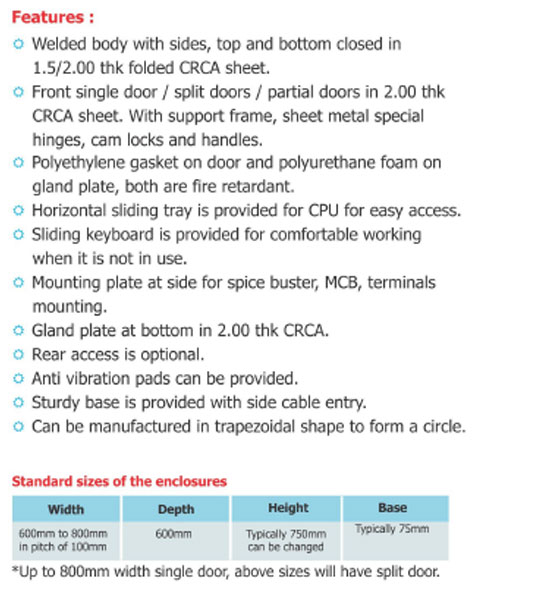 Features :
Welded body with sides, top and bottom closed in
1.5/2.00 thk folded CRCA sheet.
Front single door / split doors / partial doors in 2.00 thk
CRCA sheet. With support frame, sheet metal special
hinges, cam locks and handles.
Polyethylene gasket on door and polyurethane foam on
gland plate, both are fire retardant.
Horizontal sliding tray is provided for CPU for easy access.
Sliding keyboard is provided for comfortable working
when it is not in use.
Mounting plate at side for spice buster, MCB, terminals
mounting.
Gland plate at bottom in 2.00 thk CRCA.
Rear access is optional.
Anti vibration pads can be provided.
Sturdy base is provided with side cable entry.
Can be manufactured in trapezoidal shape to form a circle.
Standard sizes of the enclosures
Width Depth Height Base
600mm to 800mm 600mm Typically 750mm Typically 75mm
in pitch of 100mm can be changed
*Up to 800mm width single door, above sizes will have split door.